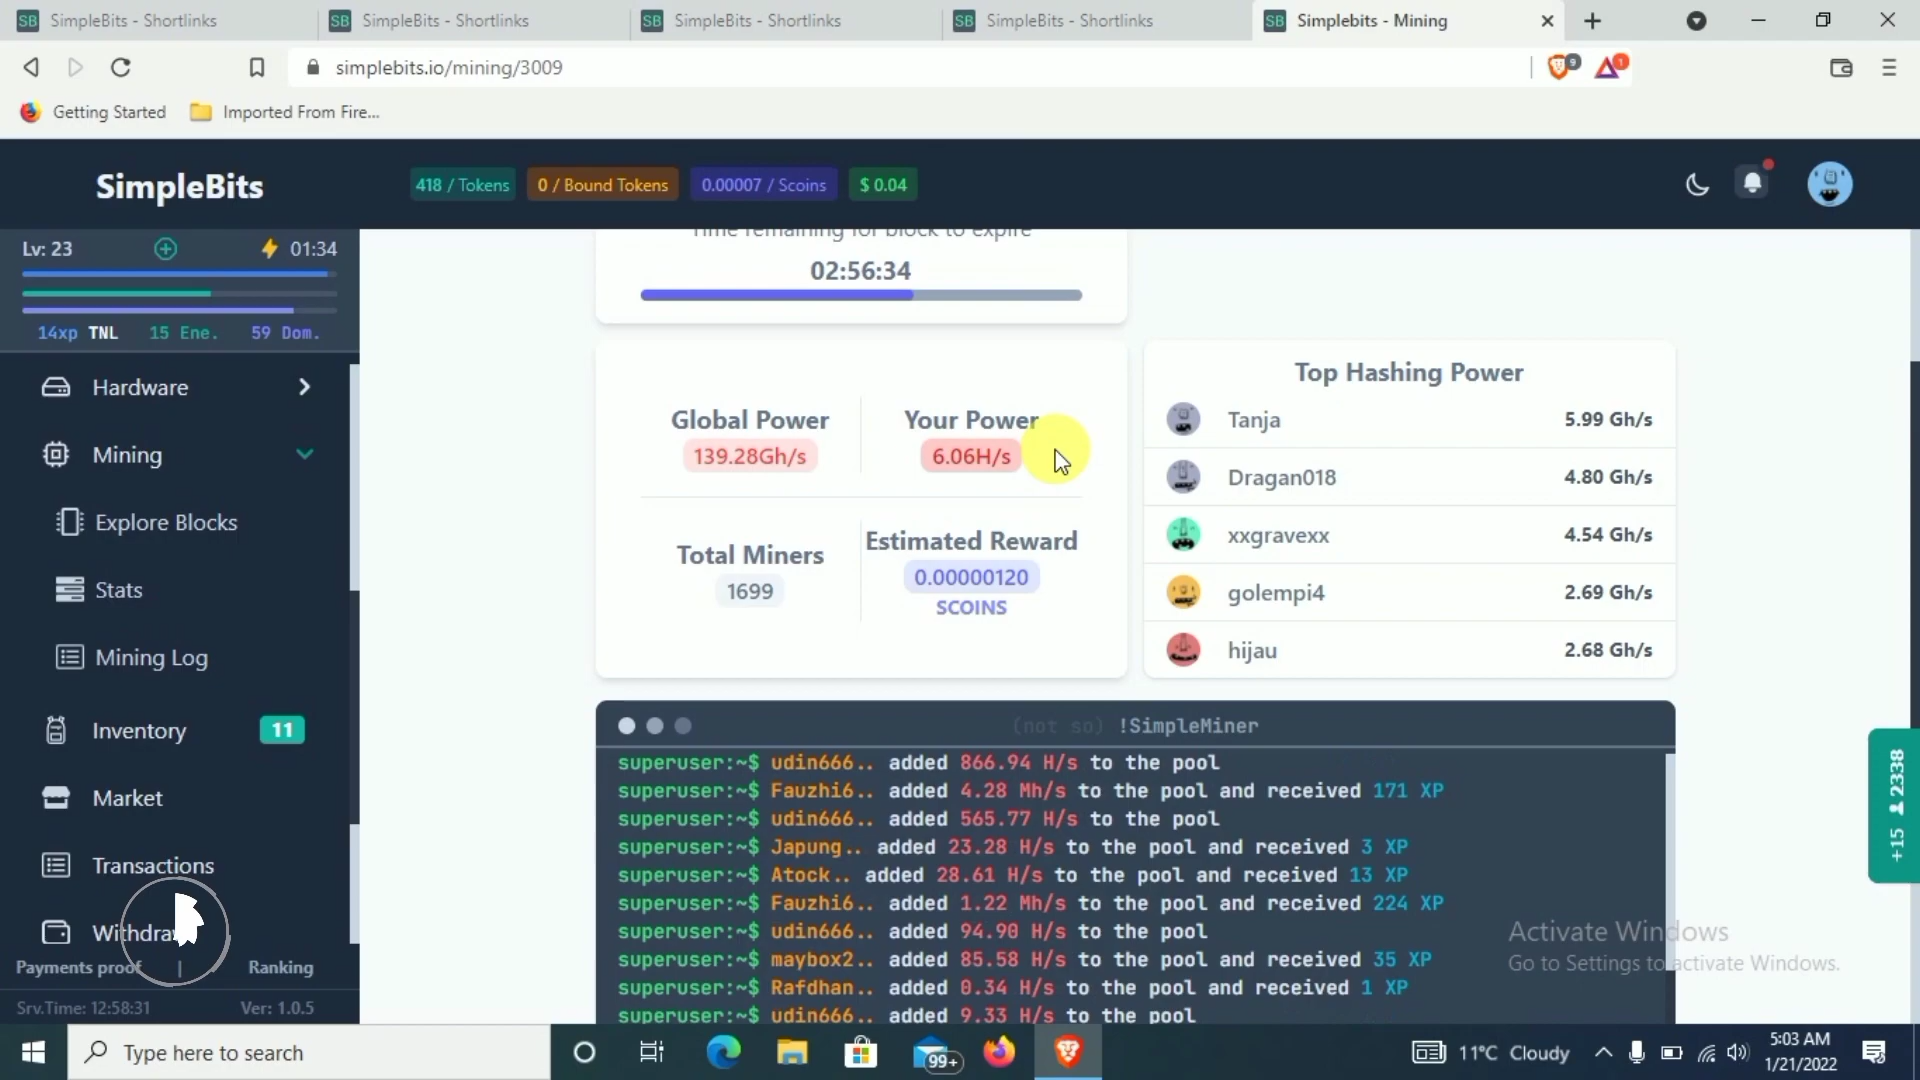 SimpleBits - Shortlinks
SimpleBits - Shortlinks
SimpleBits - Shortlinks
SimpleBits - Shortlinks
Simplebits - Mining
simplebits.io/mining/3009
9
1
Getting Started
Imported From Fire...
SimpleBits
418 / Tokens
0 / Bound Tokens
0.00007 / Scoins
$ 0.04
Lv: 23
01:34
14xp TNL
15 Ene.
59 Dom.
Hardware
Mining
Explore Blocks
Stats
Mining Log
Inventory
11
Market
Transactions
Withdraw
Payments proof
|
Ranking
Srv.Time: 12:58:31
Ver: 1.0.5
Time remaining for block to expire
02:56:34
Global Power
139.28Gh/s
Your Power
6.06H/s
Total Miners
1699
Estimated Reward
0.00000120
SCOINS
Top Hashing Power
Tanja 5.99 Gh/s
Dragan018 4.80 Gh/s
xxgravexx 4.54 Gh/s
golempi4 2.69 Gh/s
hijau 2.68 Gh/s
(not so) !SimpleMiner
superuser:~$ udin666.. added 866.94 H/s to the pool
superuser:~$ Fauzhi6.. added 4.28 Mh/s to the pool and received 171 XP
superuser:~$ udin666.. added 565.77 H/s to the pool
superuser:~$ Japung.. added 23.28 H/s to the pool and received 3 XP
superuser:~$ Atock.. added 28.61 H/s to the pool and received 13 XP
superuser:~$ Fauzhi6.. added 1.22 Mh/s to the pool and received 224 XP
superuser:~$ udin666.. added 94.90 H/s to the pool
superuser:~$ maybox2.. added 85.58 H/s to the pool and received 35 XP
superuser:~$ Rafdhan.. added 0.34 H/s to the pool and received 1 XP
superuser:~$ udin666.. added 9.33 H/s to the pool
+15 2338
Activate Windows
Go to Settings to activate Windows.
Type here to search
99+
11°C Cloudy
5:03 AM
1/21/2022